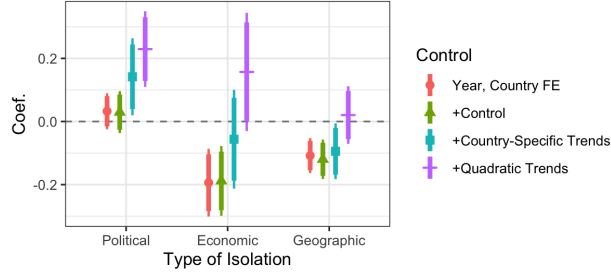 Coef.
0.2
0.0
-0.2
Political Economic Geographic
Type of Isolation
Control
Year, Country FE
+Control
+Country-Specific Trends
+Quadratic Trends